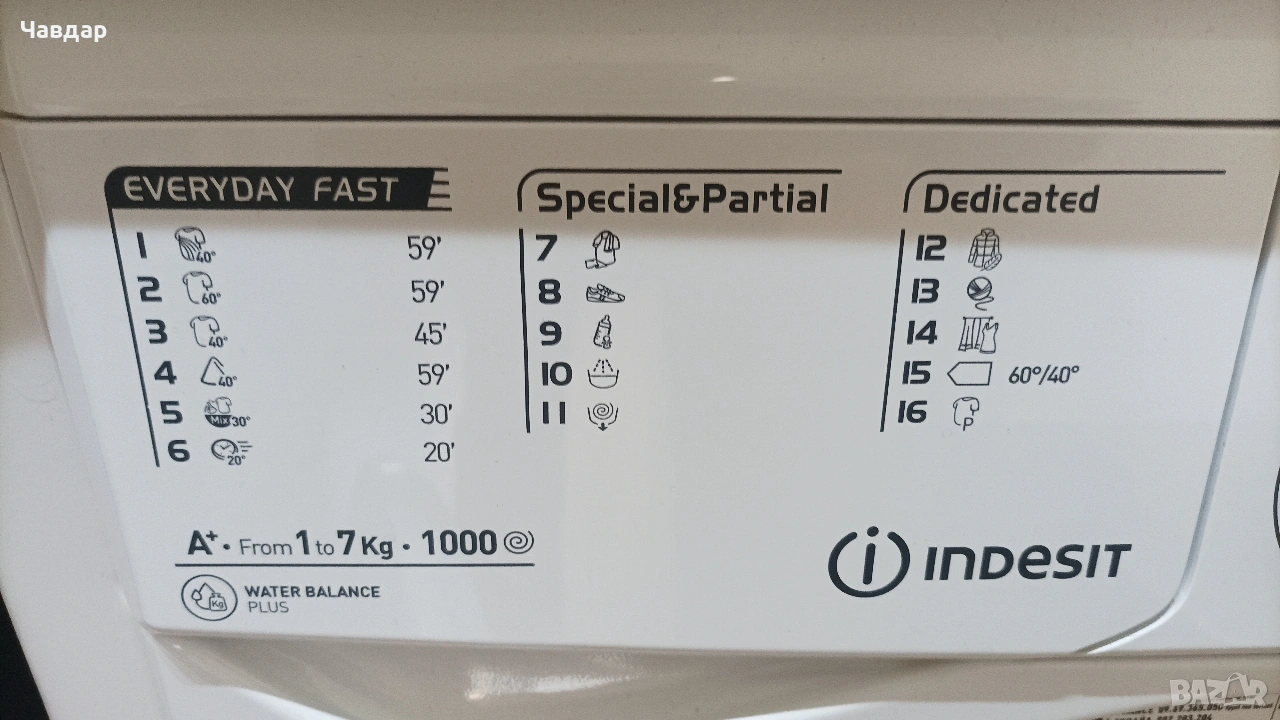 Чавдар
EVERYDAY FAST
1 40° 59'
2 60° 59'
3 40° 45'
4 40° 59'
5 Mix 30° 30'
6 20° 20'
Special&Partial
7
8
9
10
11
Dedicated
12
13
14
15 60°/40°
16 P
A+ • From 1 to 7 Kg • 1000
Kg WATER BALANCE
PLUS
i INDESIT
BAZAR